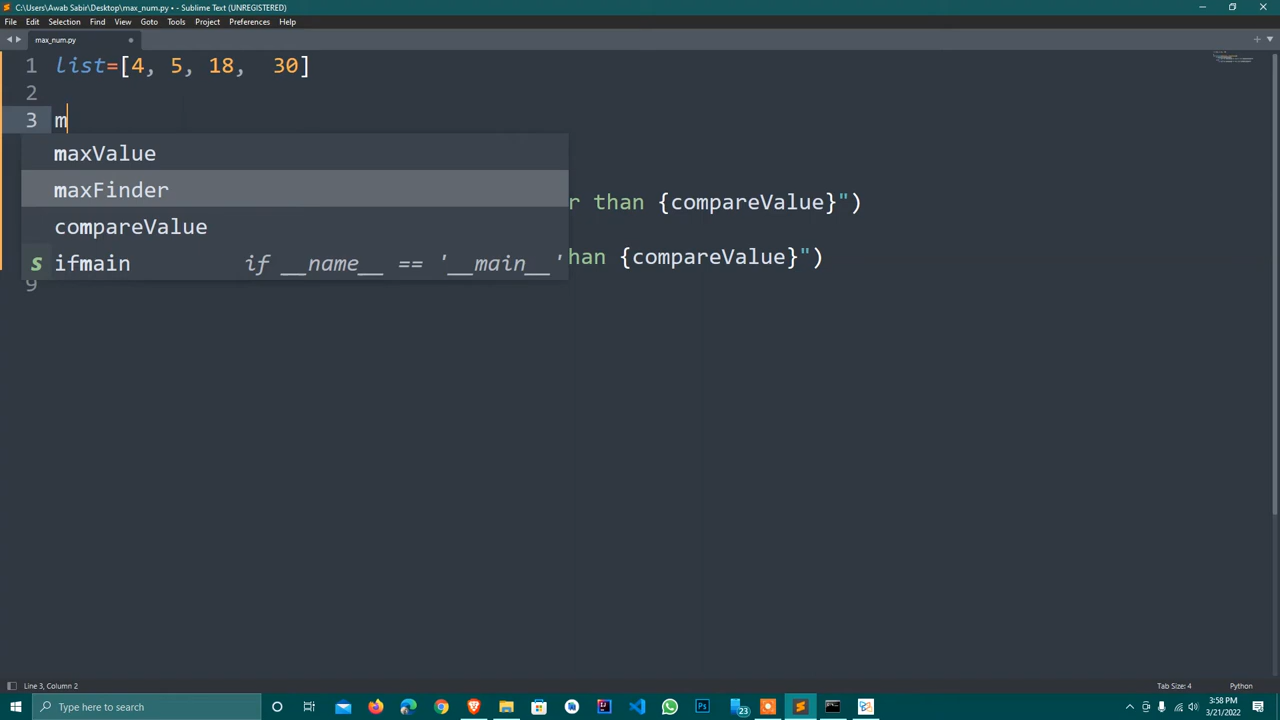 C:\Users\Awab Sabir\Desktop\max_num.py • - Sublime Text (UNREGISTERED)
File Edit Selection Find View Goto Tools Project Preferences Help
max_num.py
1 list=[4, 5, 18,  30]
2
3 m
maxValue
maxFinder
r than {compareValue}")
compareValue
han {compareValue}")
s ifmain if __name__ == '__main__'
9
Line 3, Column 2 Tab Size: 4 Python
Type here to search
23
3:58 PM
3/21/2022